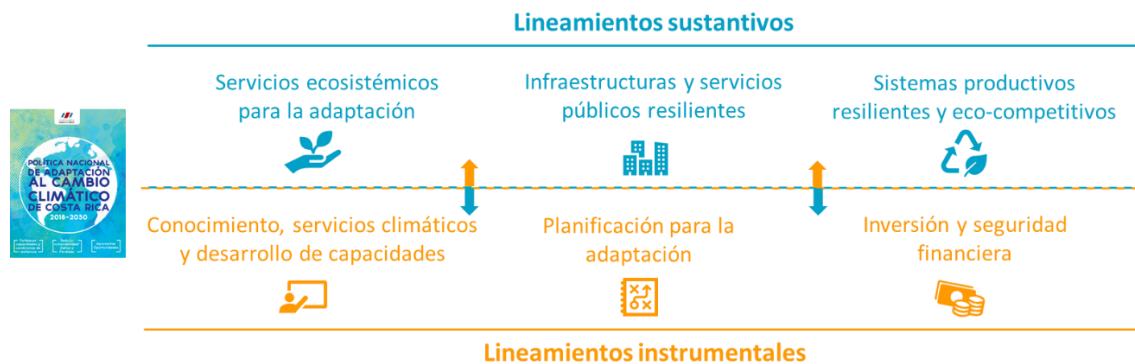 Lineamientos sustantivos
Servicios ecosistémicos
para la adaptación
Infraestructuras y servicios
públicos resilientes
Sistemas productivos
resilientes y eco-competitivos
POLÍTICA NACIONAL
DE ADAPTACIÓN
AL CAMBIO
CLIMÁTICO
DE COSTA RICA
2018-2030
Conocimiento, servicios climáticos
y desarrollo de capacidades
Planificación para la
adaptación
Inversión y seguridad
financiera
Lineamientos instrumentales